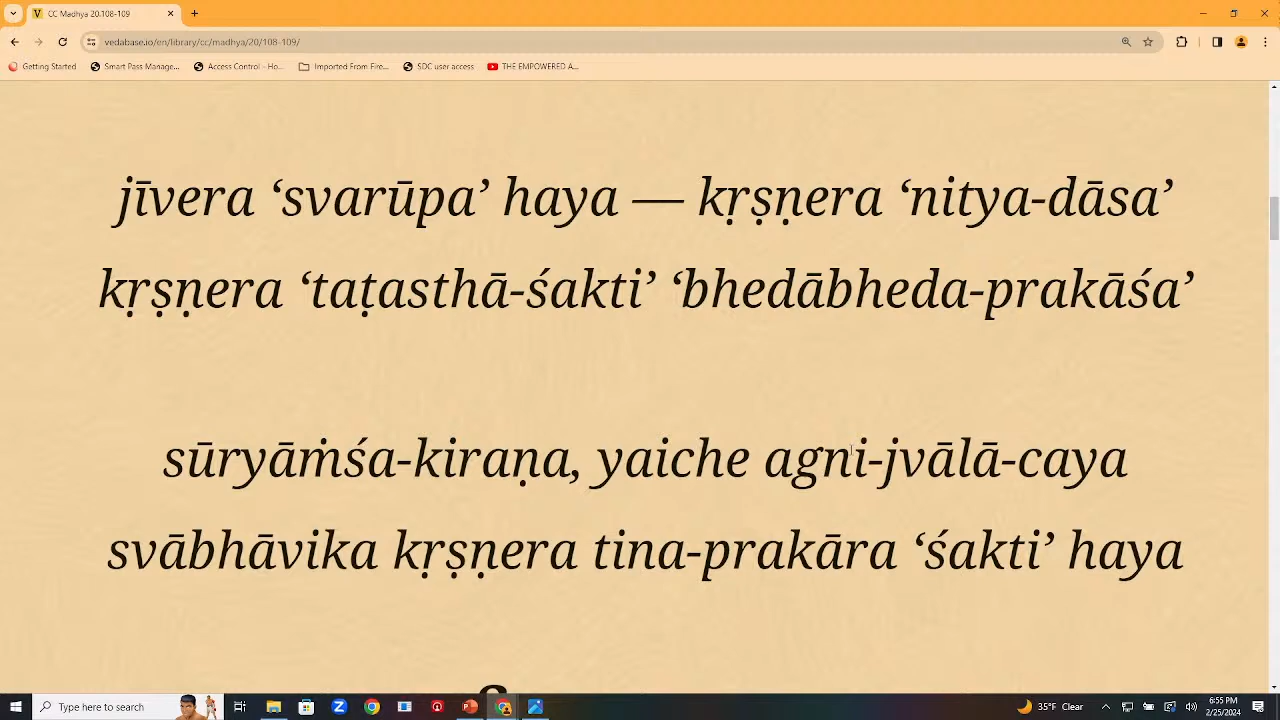 CC Madhya 20.108-109
vedabase.io/en/library/cc/madhya/20/108-109/
Getting Started
Smart Pass Manage...
Access Control – Ho...
Imported From Fire...
SDC user access
THE EMPOWERED A...
jīvera ‘svarūpa’ haya — kṛṣṇera ‘nitya-dāsa’
kṛṣṇera ‘taṭasthā-śakti’ ‘bhedābheda-prakāśa’
sūryāṁśa-kiraṇa, yaiche agni-jvālā-caya
svābhāvika kṛṣṇera tina-prakāra ‘śakti’ haya
Type here to search
35°F Clear
6:55 PM
2/25/2024